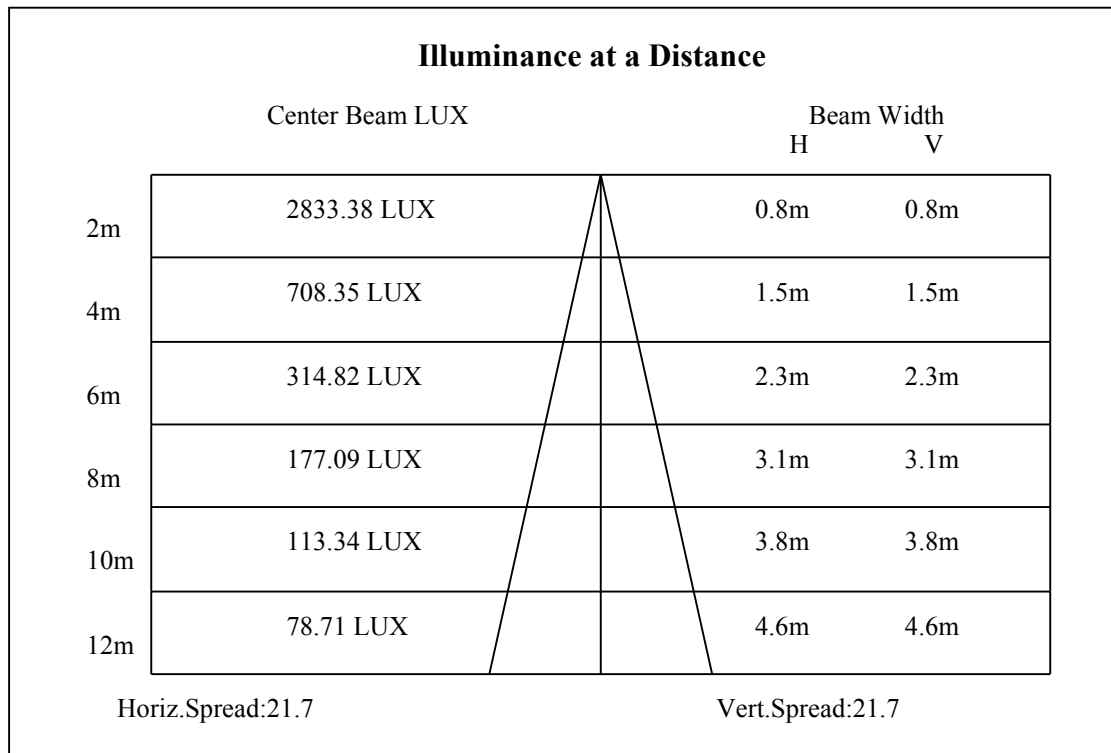 Illuminance at a Distance
Center Beam LUX Beam Width
H V
2m 2833.38 LUX 0.8m 0.8m
4m 708.35 LUX 1.5m 1.5m
6m 314.82 LUX 2.3m 2.3m
8m 177.09 LUX 3.1m 3.1m
10m 113.34 LUX 3.8m 3.8m
12m 78.71 LUX 4.6m 4.6m
Horiz.Spread:21.7 Vert.Spread:21.7